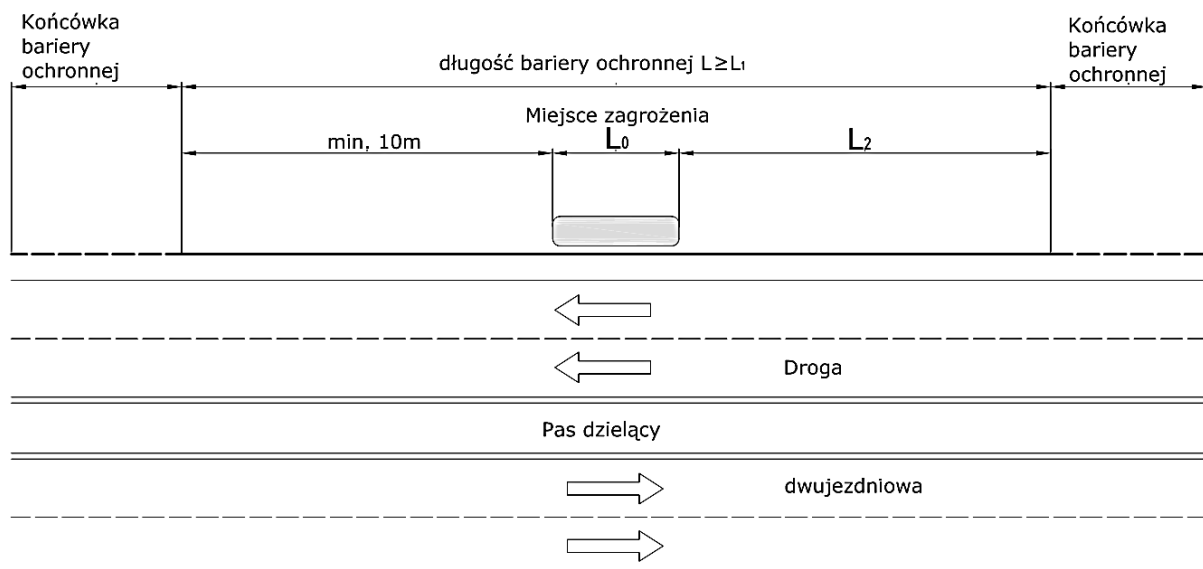 Końcówka
bariery
ochronnej
długość bariery ochronnej L≥L₁
Końcówka
bariery
ochronnej
Miejsce zagrożenia
min, 10m
L₀
L₂
Droga
Pas dzielący
dwujezdniowa